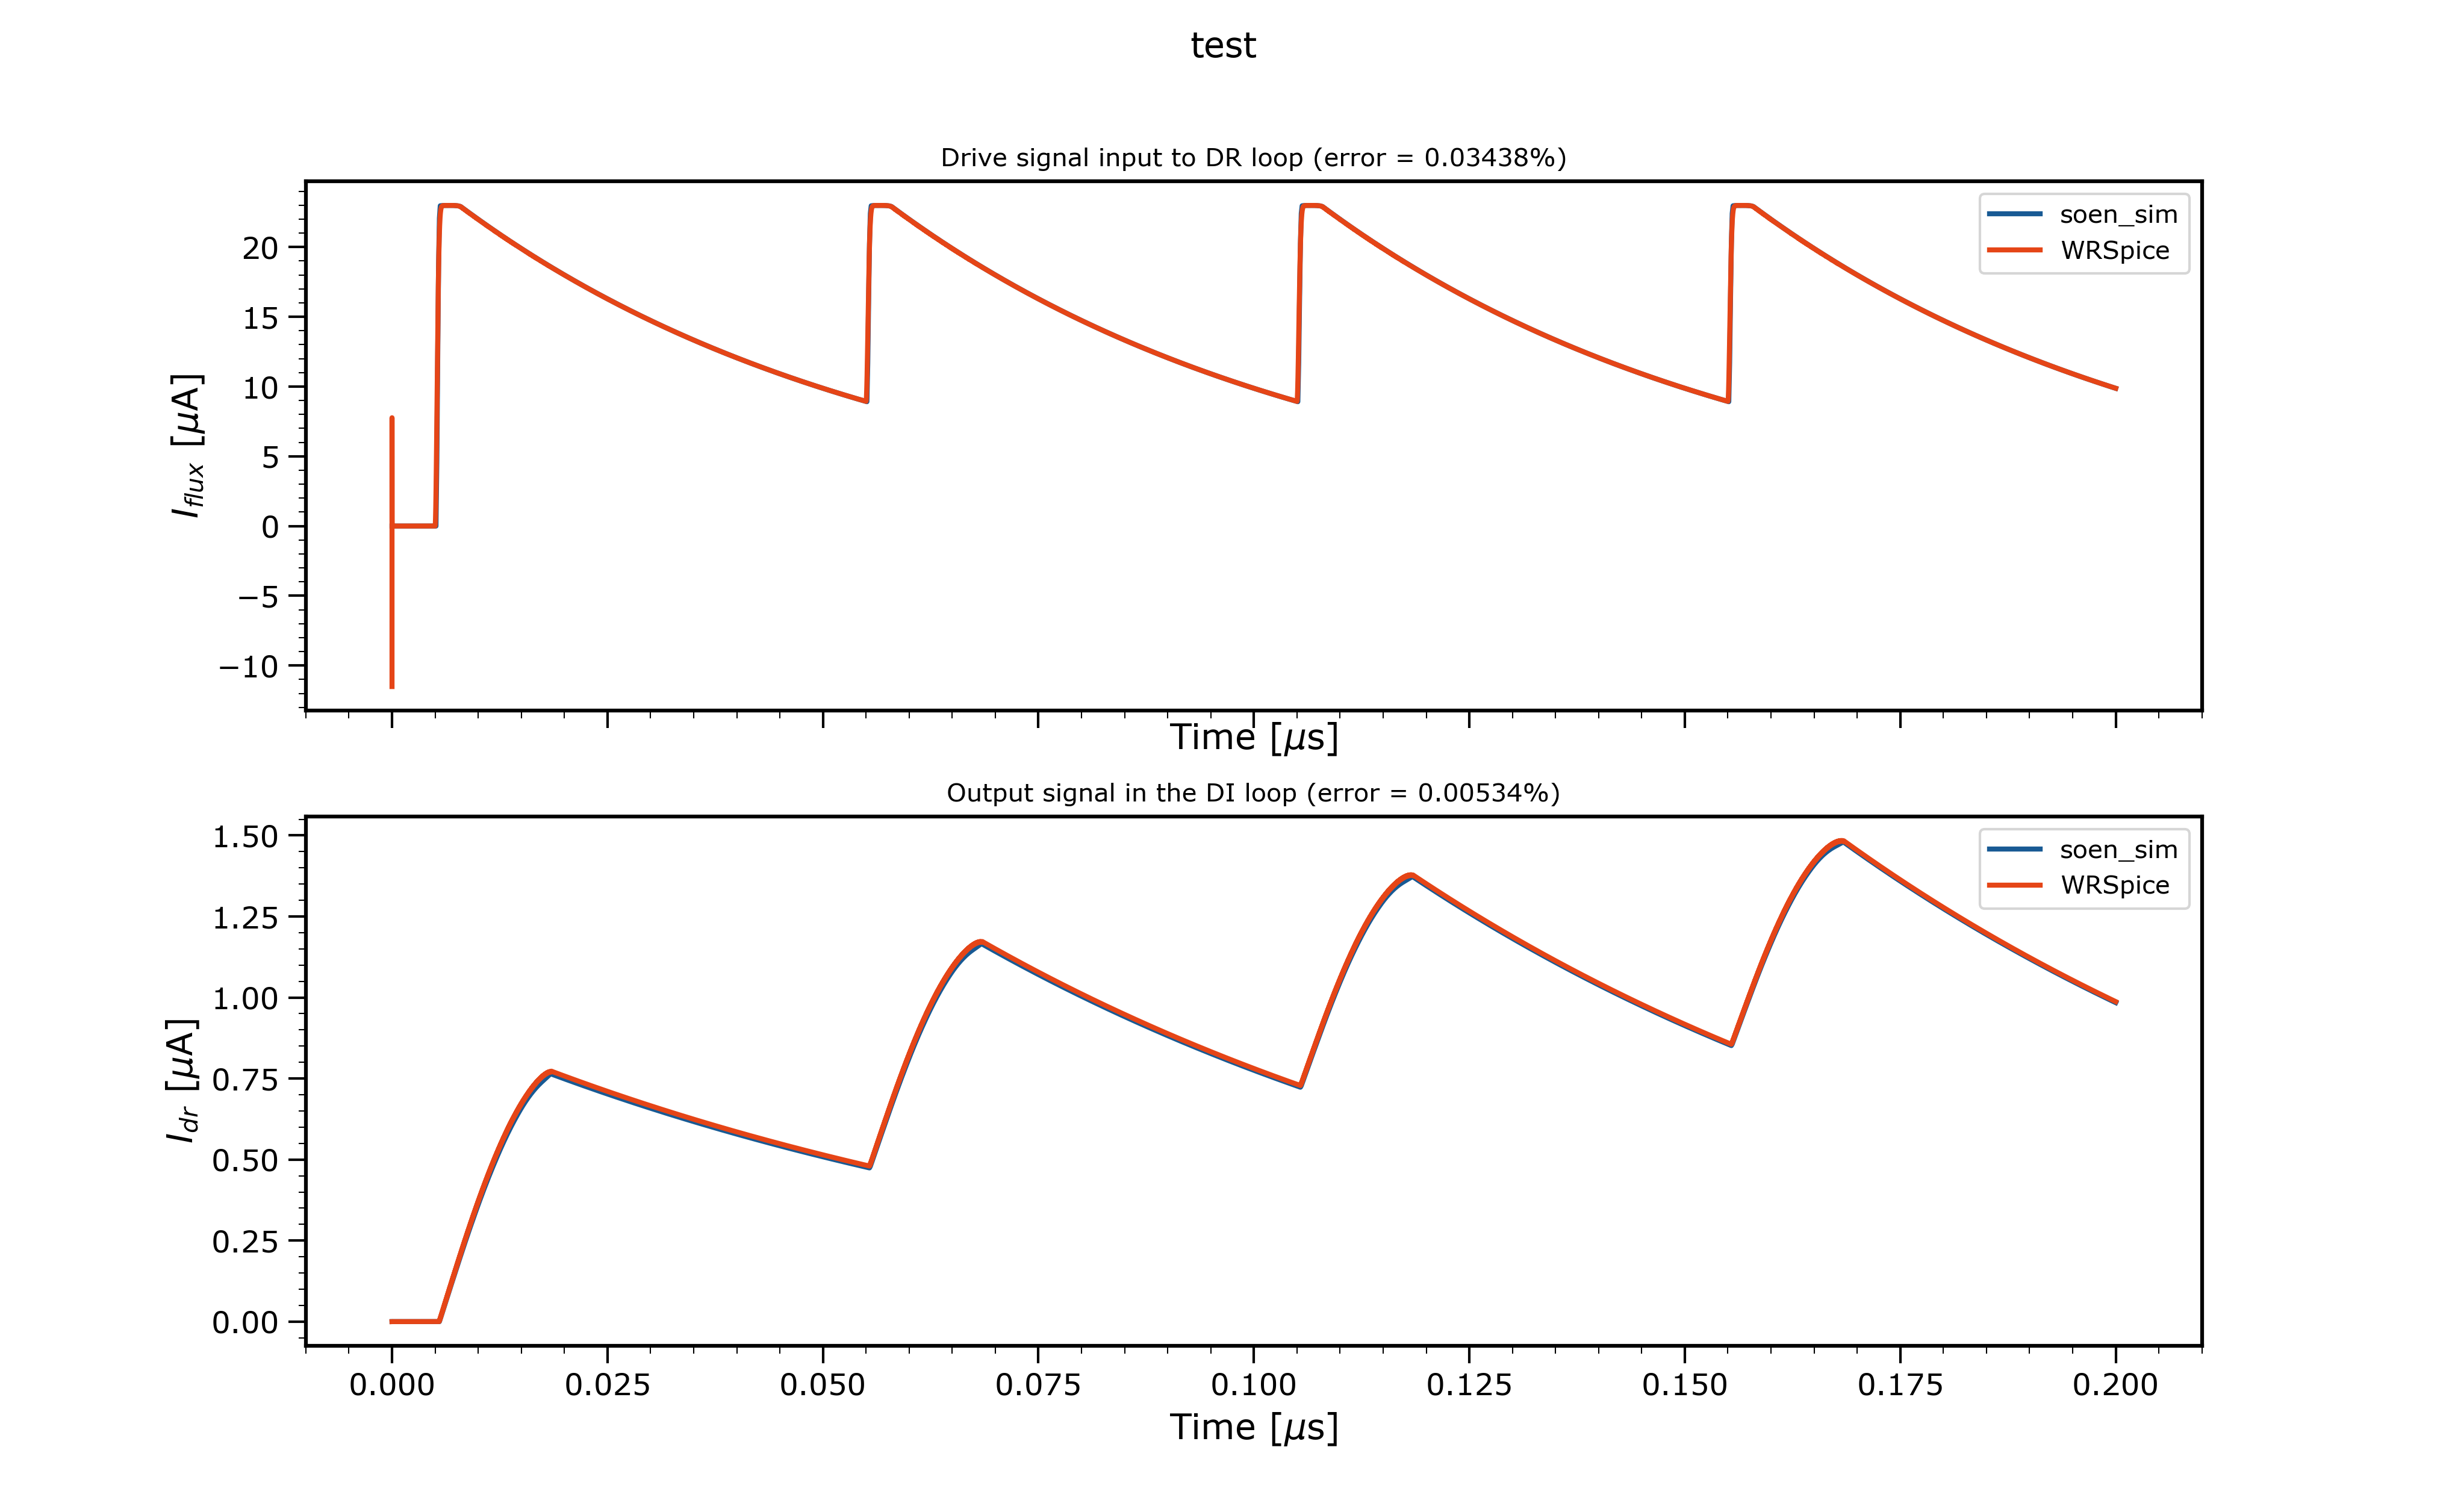 test
Drive signal input to DR loop (error = 0.03438%)
soen_sim
WRSpice
20
15
10
5
0
−5
−10
I_flux [μA]
Time [μs]
Output signal in the DI loop (error = 0.00534%)
soen_sim
WRSpice
1.50
1.25
1.00
0.75
0.50
0.25
0.00
I_dr [μA]
0.000 0.025 0.050 0.075 0.100 0.125 0.150 0.175 0.200
Time [μs]